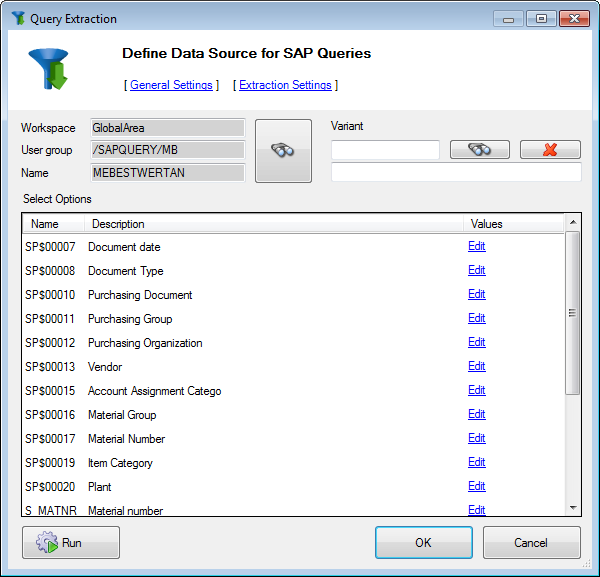 Query Extraction
Define Data Source for SAP Queries
[ General Settings ] [ Extraction Settings ]
Workspace GlobalArea
User group /SAPQUERY/MB
Name MEBESTWERTAN
Variant
Select Options
Name Description Values
SP$00007 Document date Edit
SP$00008 Document Type Edit
SP$00010 Purchasing Document Edit
SP$00011 Purchasing Group Edit
SP$00012 Purchasing Organization Edit
SP$00013 Vendor Edit
SP$00015 Account Assignment Catego Edit
SP$00016 Material Group Edit
SP$00017 Material Number Edit
SP$00019 Item Category Edit
SP$00020 Plant Edit
S_MATNR Material number Edit
Run OK Cancel